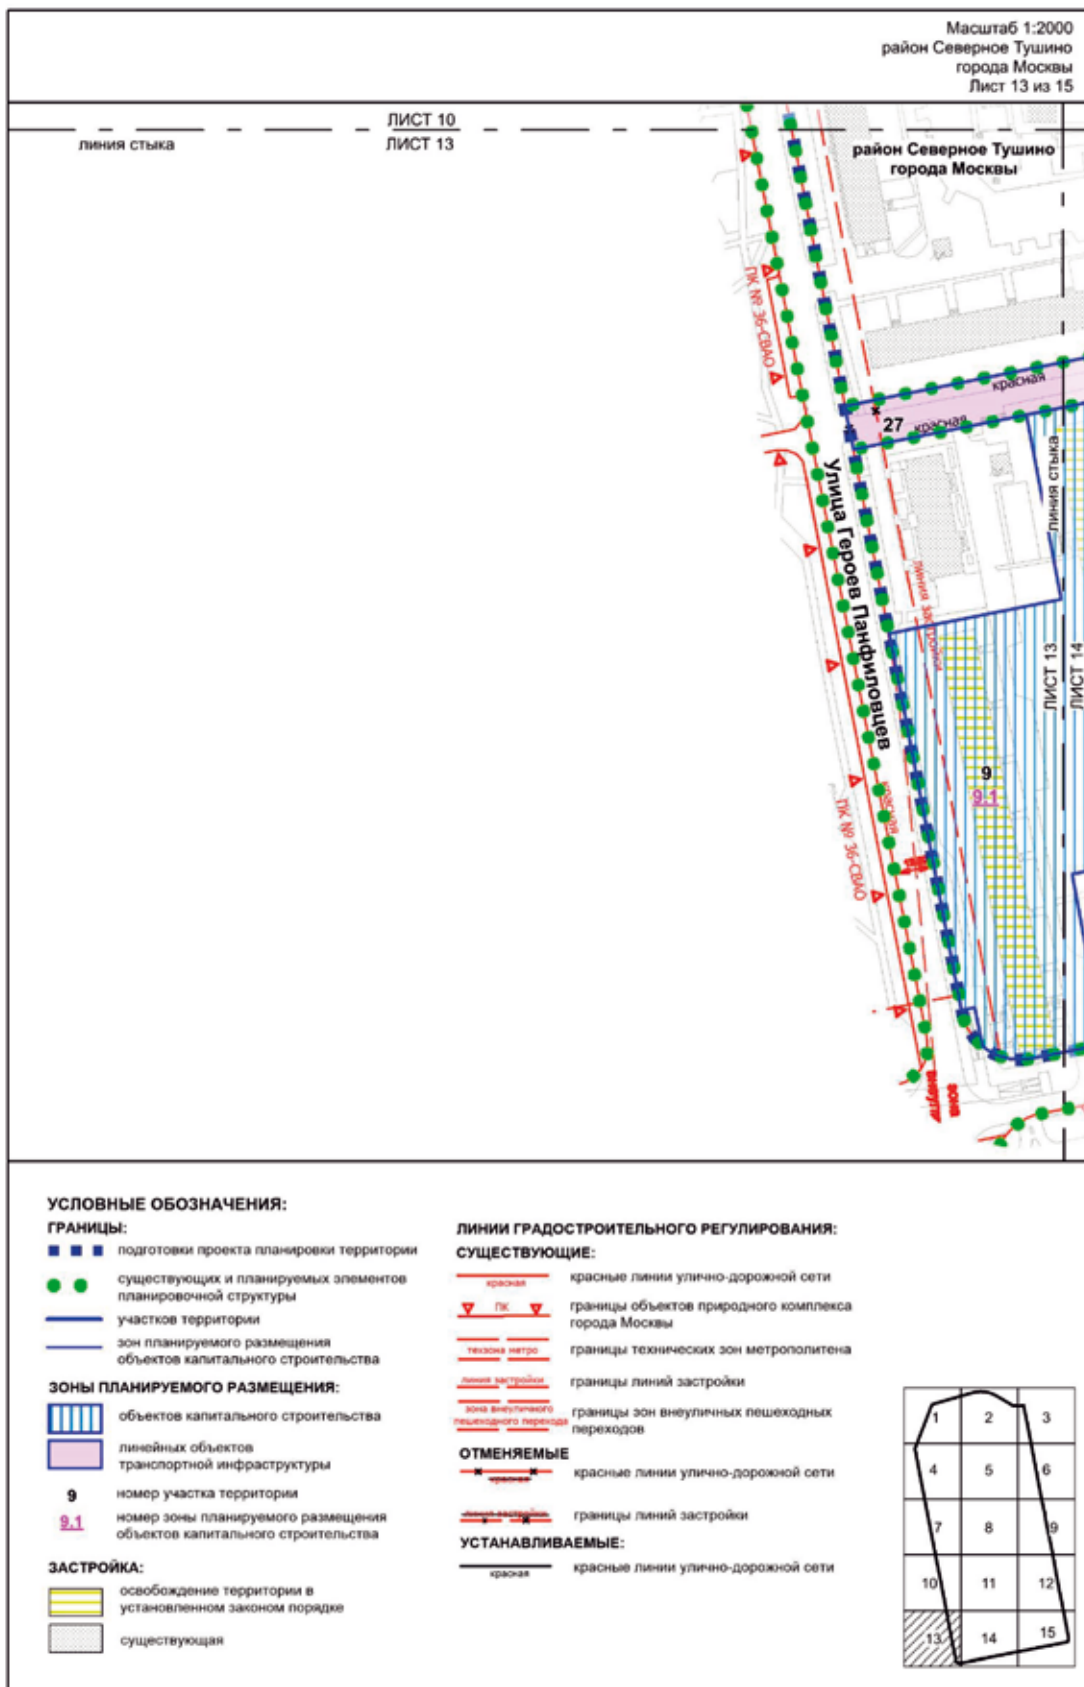 Масштаб 1:2000
район Северное Тушино
города Москвы
Лист 13 из 15
ЛИСТ 10
линия стыка
ЛИСТ 13
район Северное Тушино
города Москвы
ПК № 36-СВАО
красная
27
красная
линия стыка
Улица Героев Панфиловцев
линия застройки
ЛИСТ 13
ЛИСТ 14
9
9.1
красная
ПК № 36-СВАО
зона
УСЛОВНЫЕ ОБОЗНАЧЕНИЯ:
ГРАНИЦЫ:
подготовки проекта планировки территории
существующих и планируемых элементов
планировочной структуры
участков территории
зон планируемого размещения
объектов капитального строительства
ЗОНЫ ПЛАНИРУЕМОГО РАЗМЕЩЕНИЯ:
объектов капитального строительства
линейных объектов
транспортной инфраструктуры
9 номер участка территории
9.1 номер зоны планируемого размещения
объектов капитального строительства
ЗАСТРОЙКА:
освобождение территории в
установленном законом порядке
существующая
ЛИНИИ ГРАДОСТРОИТЕЛЬНОГО РЕГУЛИРОВАНИЯ:
СУЩЕСТВУЮЩИЕ:
красная красные линии улично-дорожной сети
ПК границы объектов природного комплекса
города Москвы
техзона метро границы технических зон метрополитена
линия застройки границы линий застройки
зона внеуличного
пешеходного перехода
границы зон внеуличных пешеходных
переходов
ОТМЕНЯЕМЫЕ
красная красные линии улично-дорожной сети
линия застройки границы линий застройки
УСТАНАВЛИВАЕМЫЕ:
красная красные линии улично-дорожной сети
1 2 3
4 5 6
7 8 9
10 11 12
13 14 15